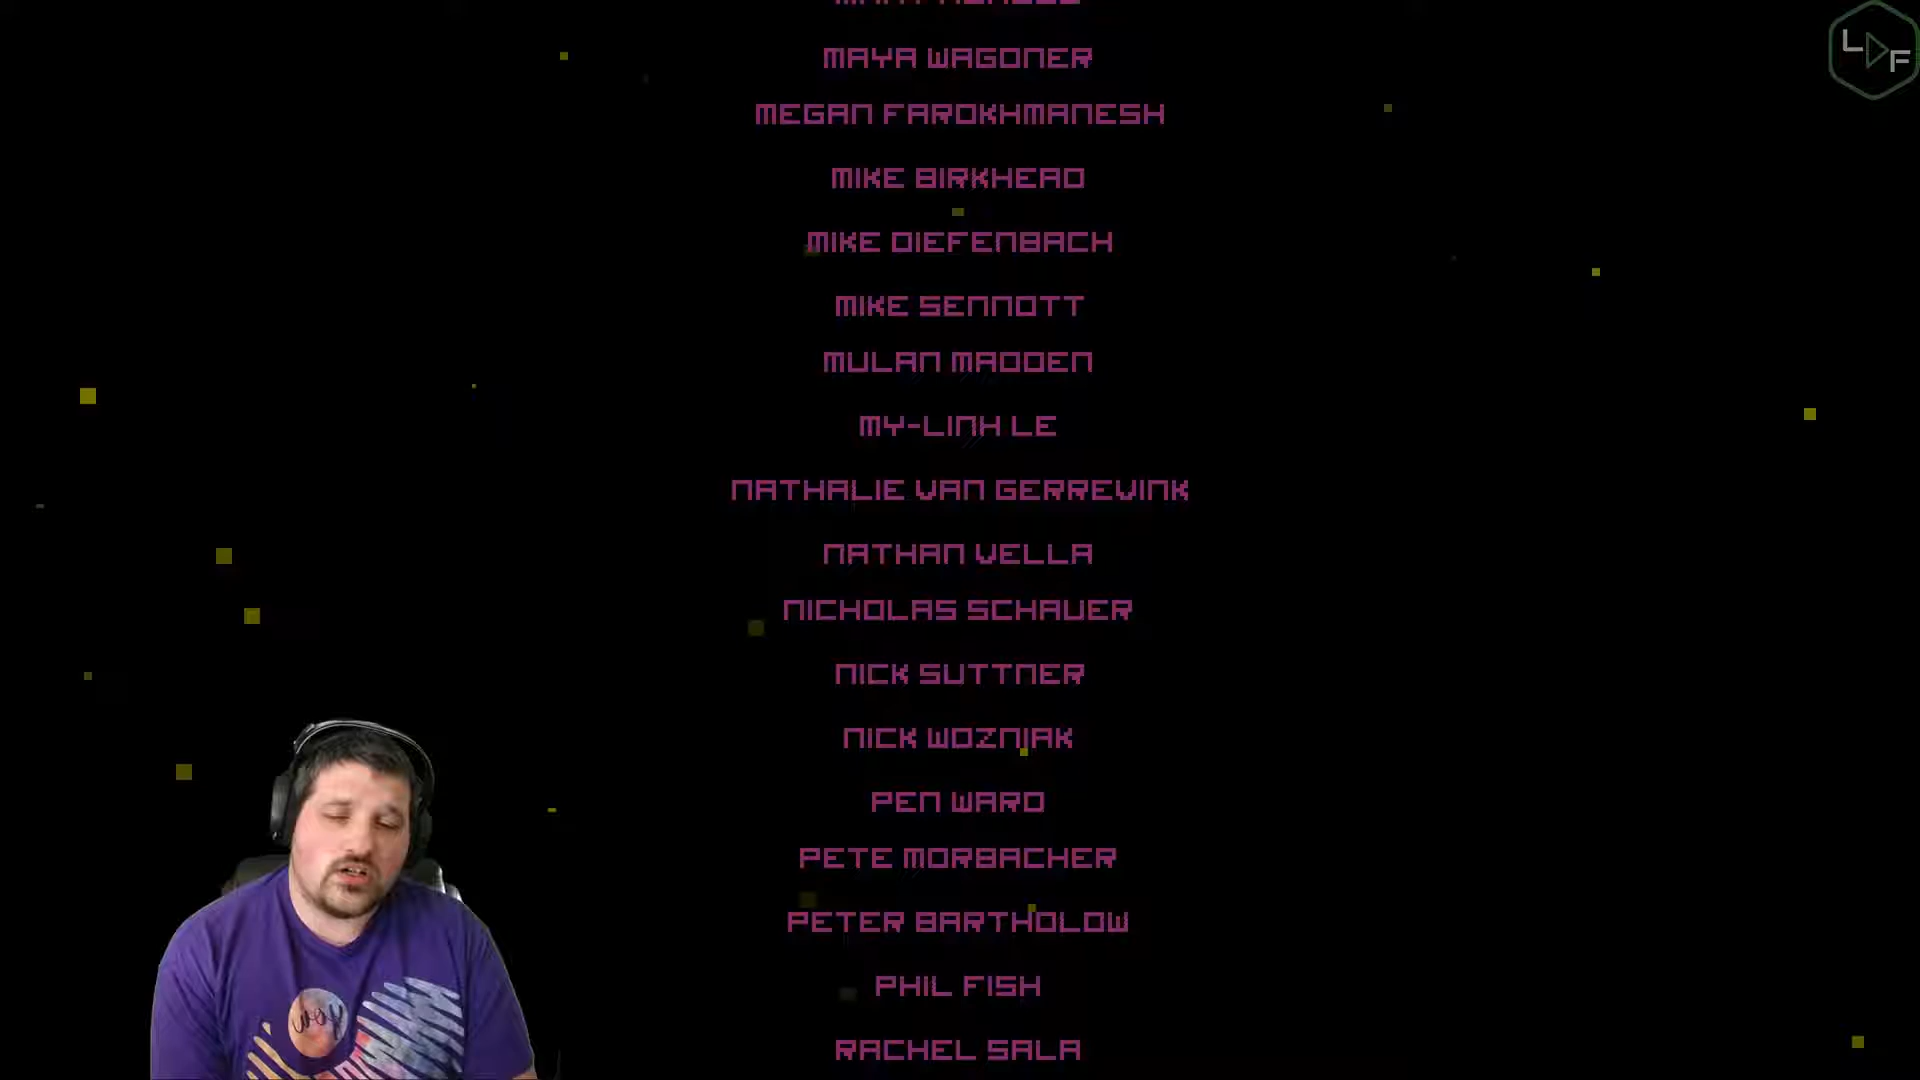 L F
MAYA WAGONER
MEGAN FAROKHMANESH
MIKE BIRKHEAD
MIKE DIEFENBACH
MIKE SENNOTT
MULAN MADDEN
MY-LINH LE
NATHALIE VAN GERREVINK
NATHAN VELLA
NICHOLAS SCHAUER
NICK SUTTNER
NICK WOZNIAK
PEN WARD
PETE MORBACHER
PETER BARTHOLOW
PHIL FISH
RACHEL SALA
you